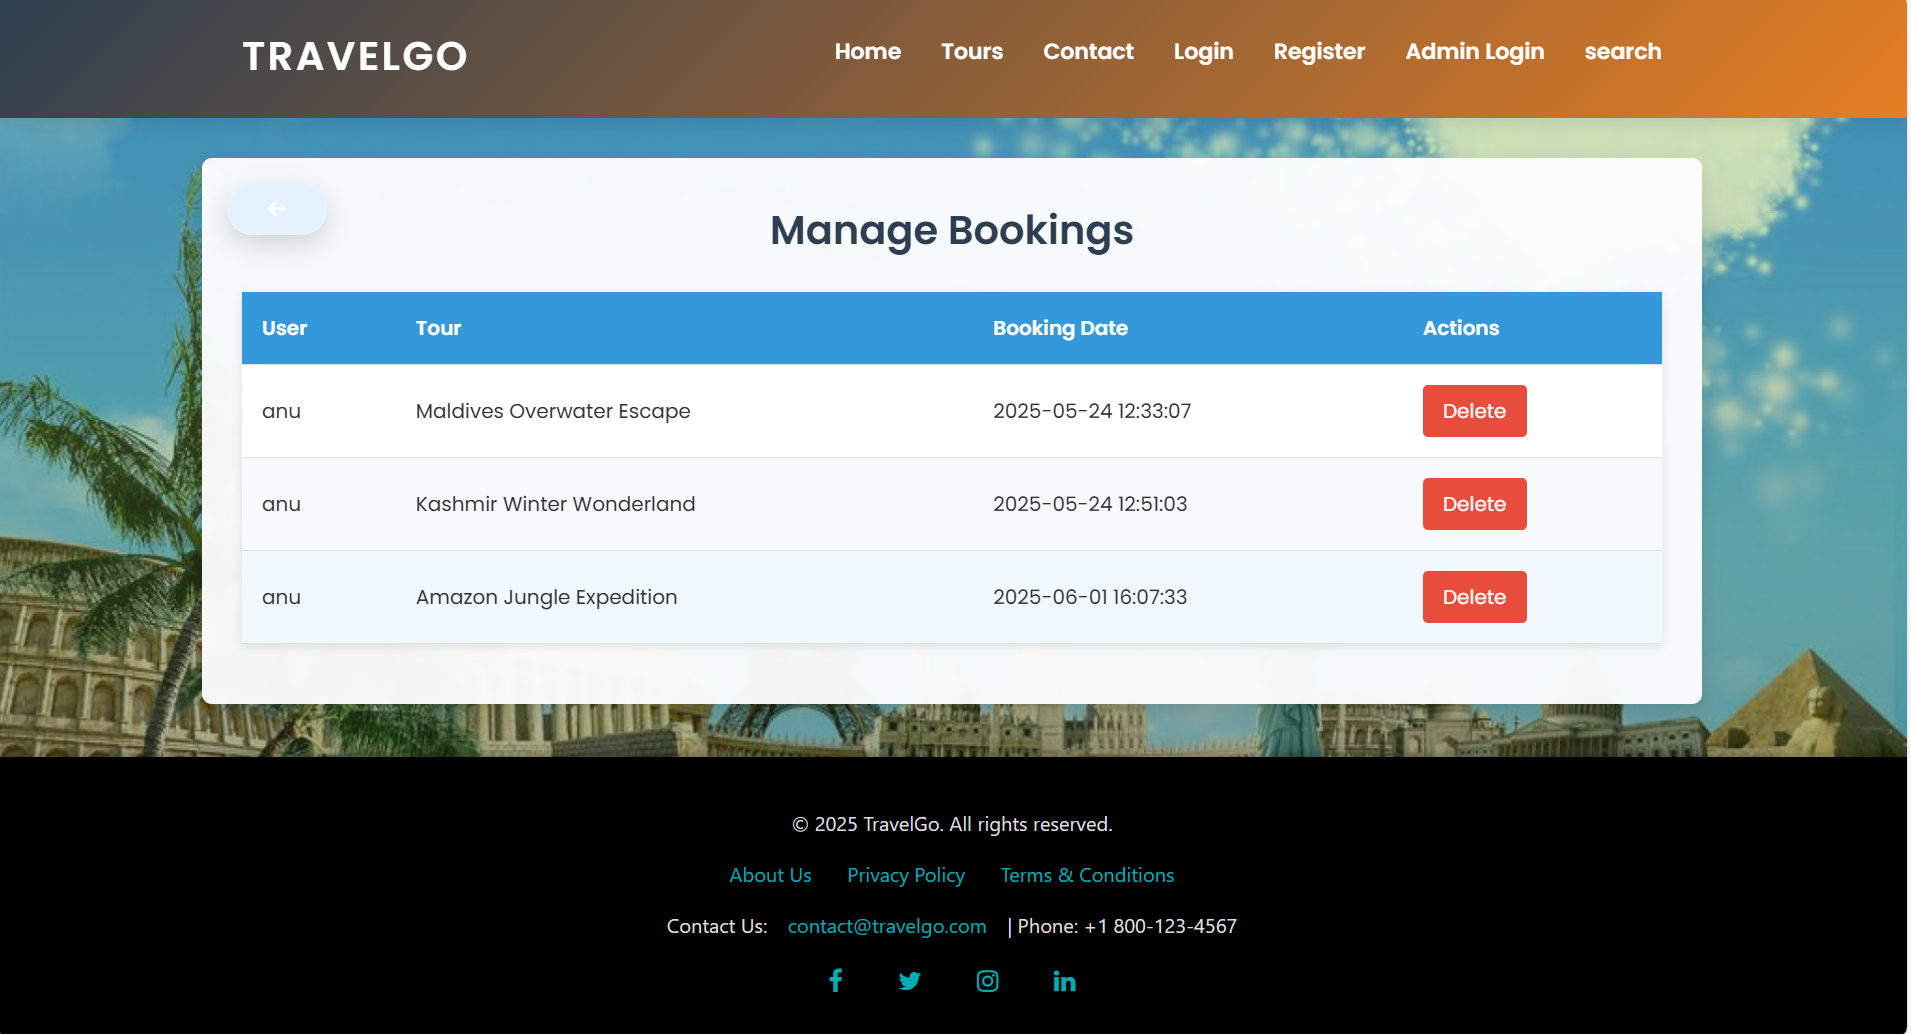 TRAVELGO
Home Tours Contact Login Register Admin Login search
Manage Bookings
User Tour Booking Date Actions
anu Maldives Overwater Escape 2025-05-24 12:33:07 Delete
anu Kashmir Winter Wonderland 2025-05-24 12:51:03 Delete
anu Amazon Jungle Expedition 2025-06-01 16:07:33 Delete
© 2025 TravelGo. All rights reserved.
About Us Privacy Policy Terms & Conditions
Contact Us: contact@travelgo.com | Phone: +1 800-123-4567